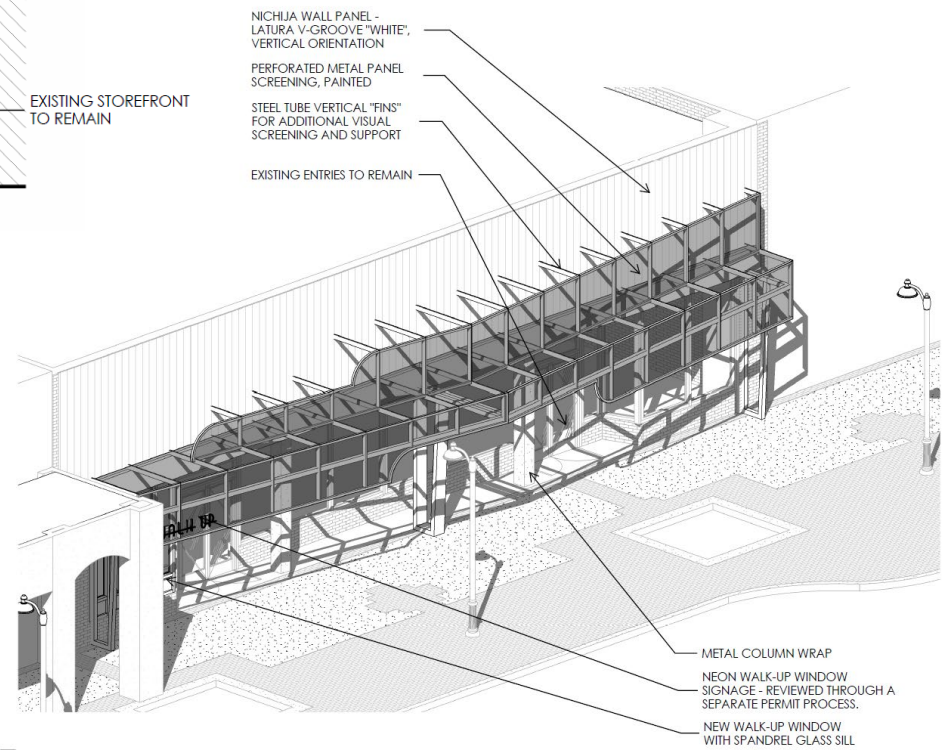 NICHIJA WALL PANEL -
LATURA V-GROOVE "WHITE",
VERTICAL ORIENTATION
PERFORATED METAL PANEL
SCREENING, PAINTED
STEEL TUBE VERTICAL "FINS"
FOR ADDITIONAL VISUAL
SCREENING AND SUPPORT
EXISTING ENTRIES TO REMAIN
EXISTING STOREFRONT
TO REMAIN
WALK UP
METAL COLUMN WRAP
NEON WALK-UP WINDOW
SIGNAGE - REVIEWED THROUGH A
SEPARATE PERMIT PROCESS.
NEW WALK-UP WINDOW
WITH SPANDREL GLASS SILL